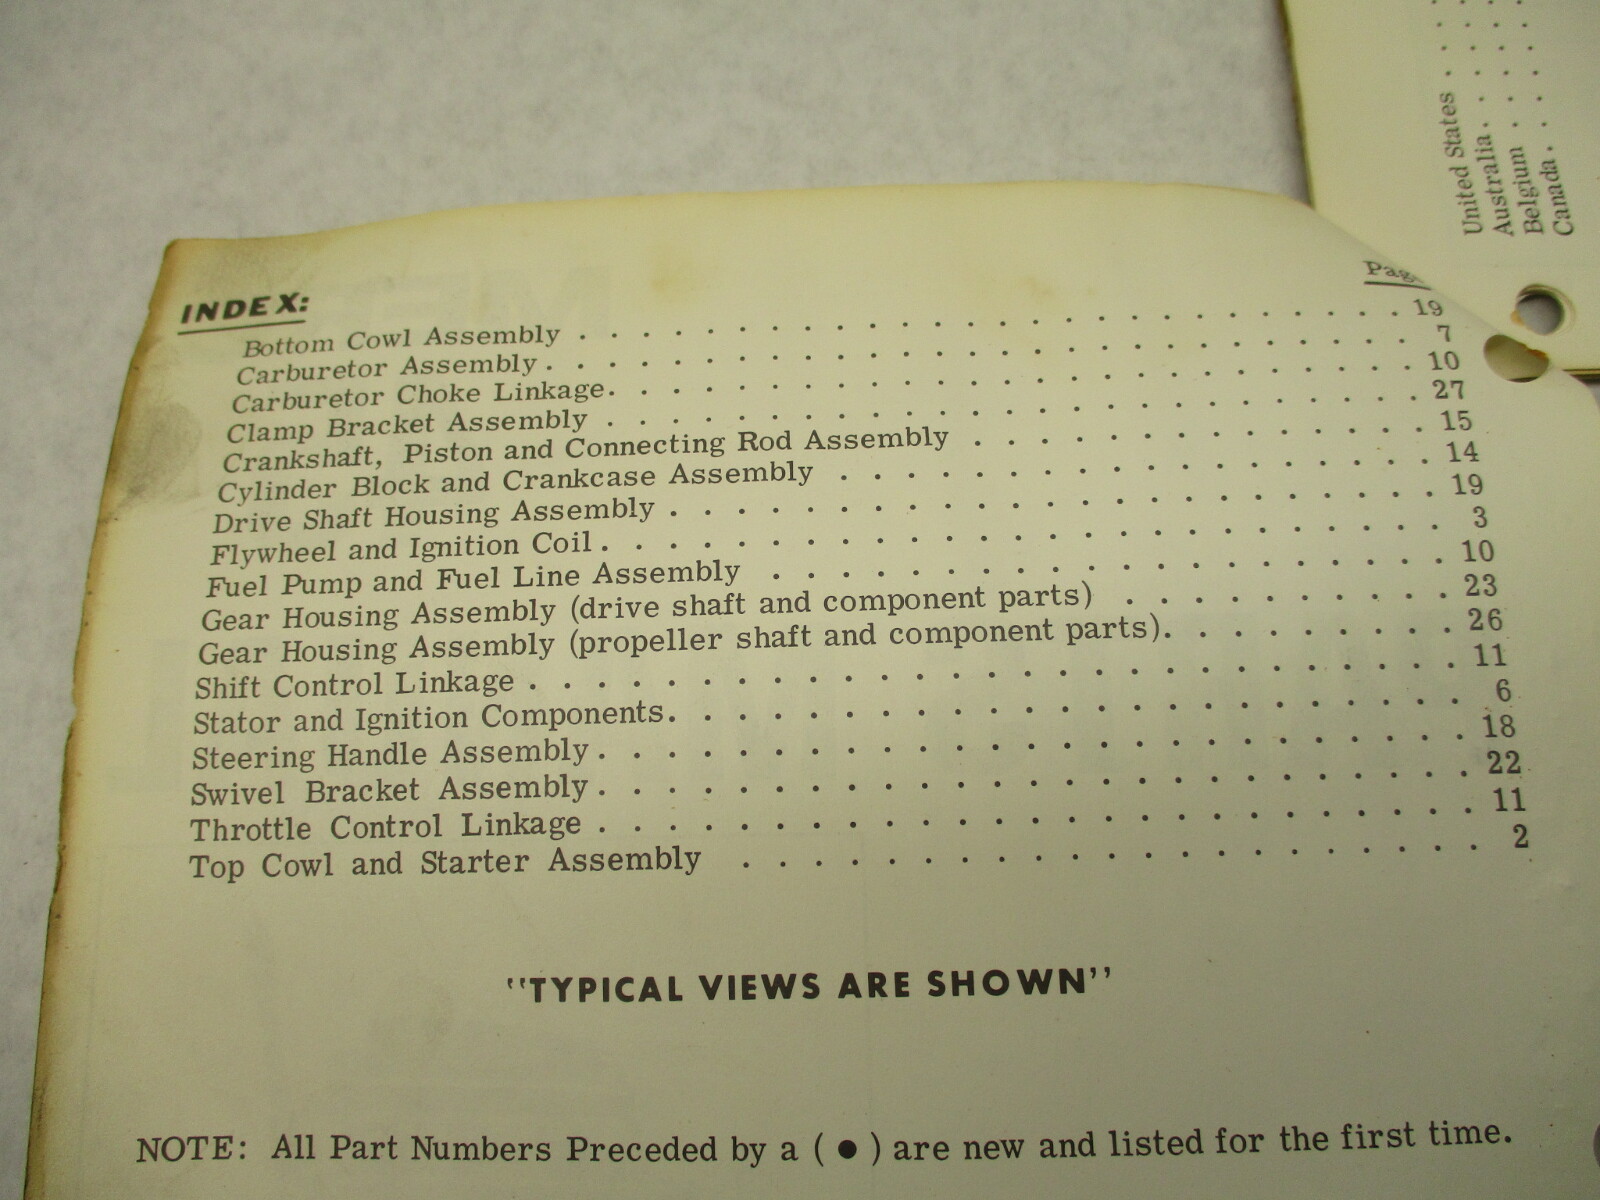 INDEX:
Page
Bottom Cowl Assembly . . . . . . . . . . . . . . . . . . . . . . . . . . 19
Carburetor Assembly . . . . . . . . . . . . . . . . . . . . . . . . . . 7
Carburetor Choke Linkage. . . . . . . . . . . . . . . . . . . . . . . . 10
Clamp Bracket Assembly . . . . . . . . . . . . . . . . . . . . . . . . 27
Crankshaft, Piston and Connecting Rod Assembly . . . . . . . . . . . . . 15
Cylinder Block and Crankcase Assembly . . . . . . . . . . . . . . . . . 14
Drive Shaft Housing Assembly . . . . . . . . . . . . . . . . . . . . . . 19
Flywheel and Ignition Coil . . . . . . . . . . . . . . . . . . . . . . . . 3
Fuel Pump and Fuel Line Assembly . . . . . . . . . . . . . . . . . . . 10
Gear Housing Assembly (drive shaft and component parts) . . . . . . . . . . 23
Gear Housing Assembly (propeller shaft and component parts). . . . . . . . . 26
Shift Control Linkage . . . . . . . . . . . . . . . . . . . . . . . . . . 11
Stator and Ignition Components. . . . . . . . . . . . . . . . . . . . . . 6
Steering Handle Assembly . . . . . . . . . . . . . . . . . . . . . . . . 18
Swivel Bracket Assembly . . . . . . . . . . . . . . . . . . . . . . . . 22
Throttle Control Linkage . . . . . . . . . . . . . . . . . . . . . . . . 11
Top Cowl and Starter Assembly . . . . . . . . . . . . . . . . . . . . . 2
"TYPICAL VIEWS ARE SHOWN"
NOTE: All Part Numbers Preceded by a ( ● ) are new and listed for the first time.
United States . . . .
Australia . . . . .
Belgium . . . . .
Canada . . . . .